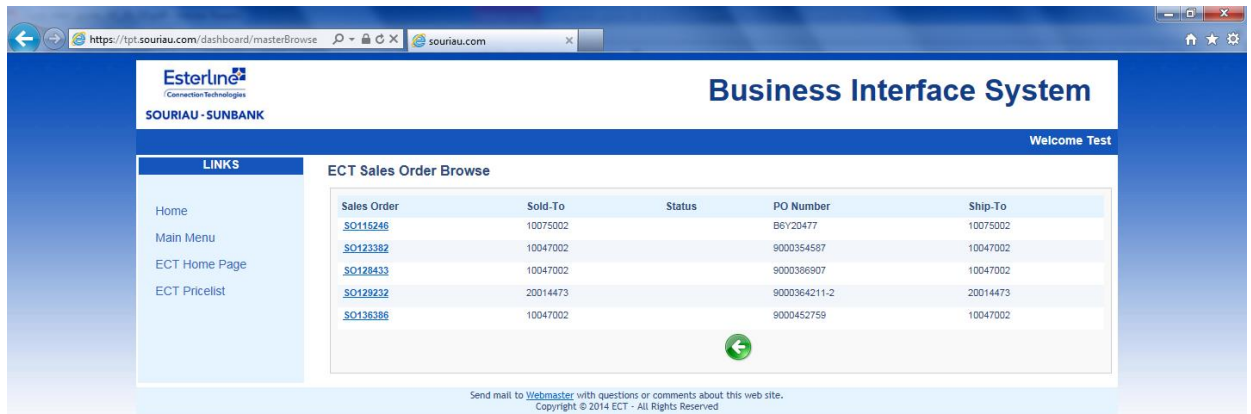 https://tpt.souriau.com/dashboard/masterBrowse
souriau.com
Esterline
Connection Technologies
SOURIAU - SUNBANK
Business Interface System
Welcome Test
LINKS
Home
Main Menu
ECT Home Page
ECT Pricelist
ECT Sales Order Browse
Sales Order Sold-To Status PO Number Ship-To
SO115246 10075002 B6Y20477 10075002
SO123382 10047002 9000354587 10047002
SO128433 10047002 9000386907 10047002
SO129232 20014473 9000364211-2 20014473
SO136386 10047002 9000452759 10047002
Send mail to Webmaster with questions or comments about this web site.
Copyright © 2014 ECT - All Rights Reserved